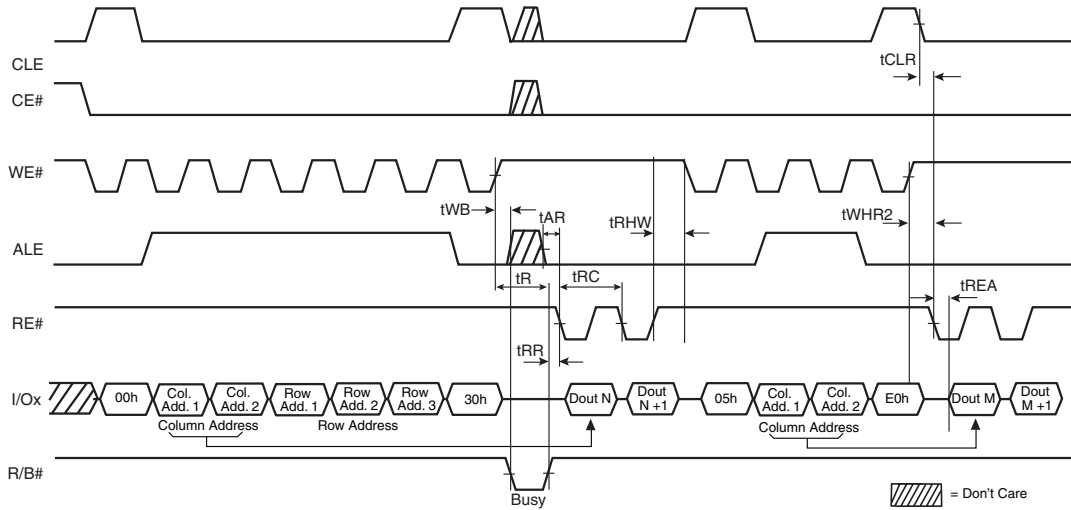 CLE
tCLR
CE#
WE#
tWB
tAR
tRHW
tWHR2
ALE
tR
tRC
tREA
RE#
tRR
I/Ox
00h
Col. Add. 1
Col. Add. 2
Row Add. 1
Row Add. 2
Row Add. 3
30h
Dout N
Dout N +1
05h
Col. Add. 1
Col. Add. 2
E0h
Dout M
Dout M +1
Column Address
Row Address
Column Address
R/B#
Busy
= Don't Care